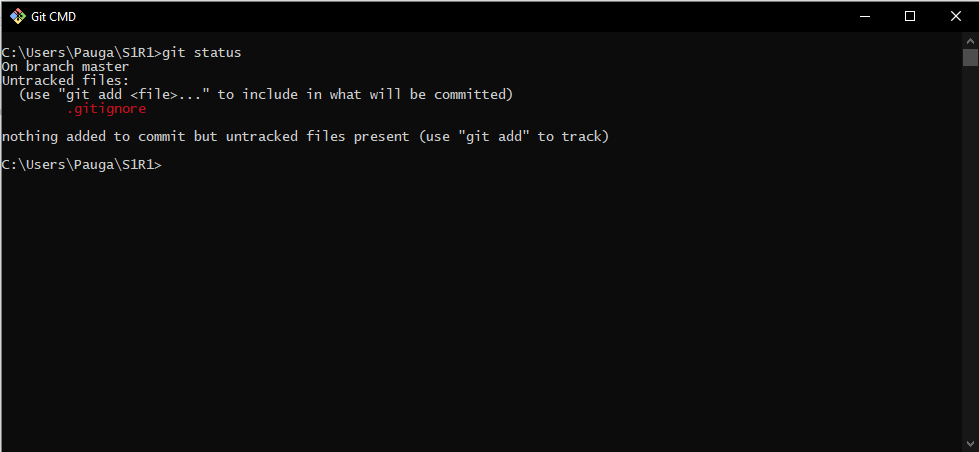 Git CMD
C:\Users\Pauga\S1R1>git status
On branch master
Untracked files:
  (use "git add <file>..." to include in what will be committed)
        .gitignore
nothing added to commit but untracked files present (use "git add" to track)
C:\Users\Pauga\S1R1>